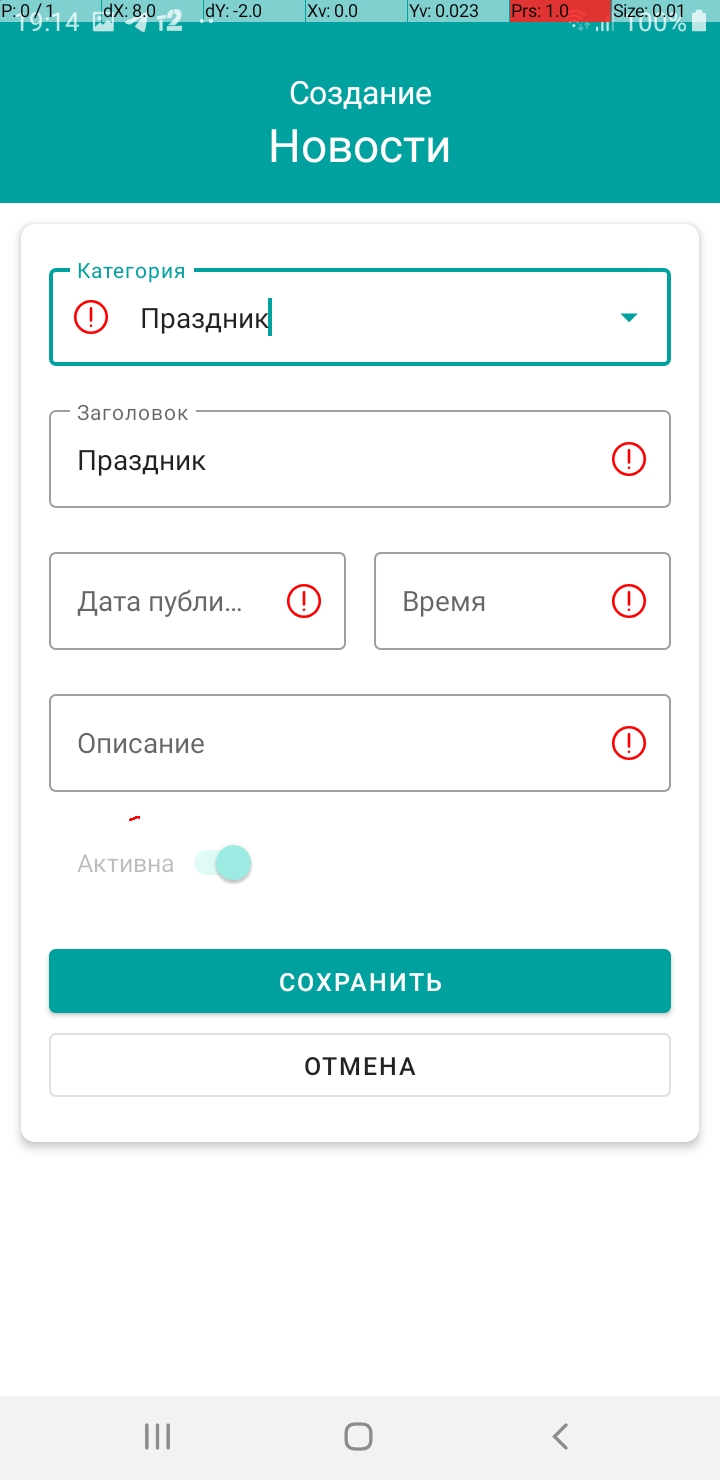 P: 0 / 1 dX: 8.0 dY: -2.0 Xv: 0.0 Yv: 0.023 Prs: 1.0 Size: 0.01
19:14 т2 100%
Создание
Новости
Категория
Праздник
Заголовок
Праздник
Дата публи... Время
Описание
Активна
СОХРАНИТЬ
ОТМЕНА